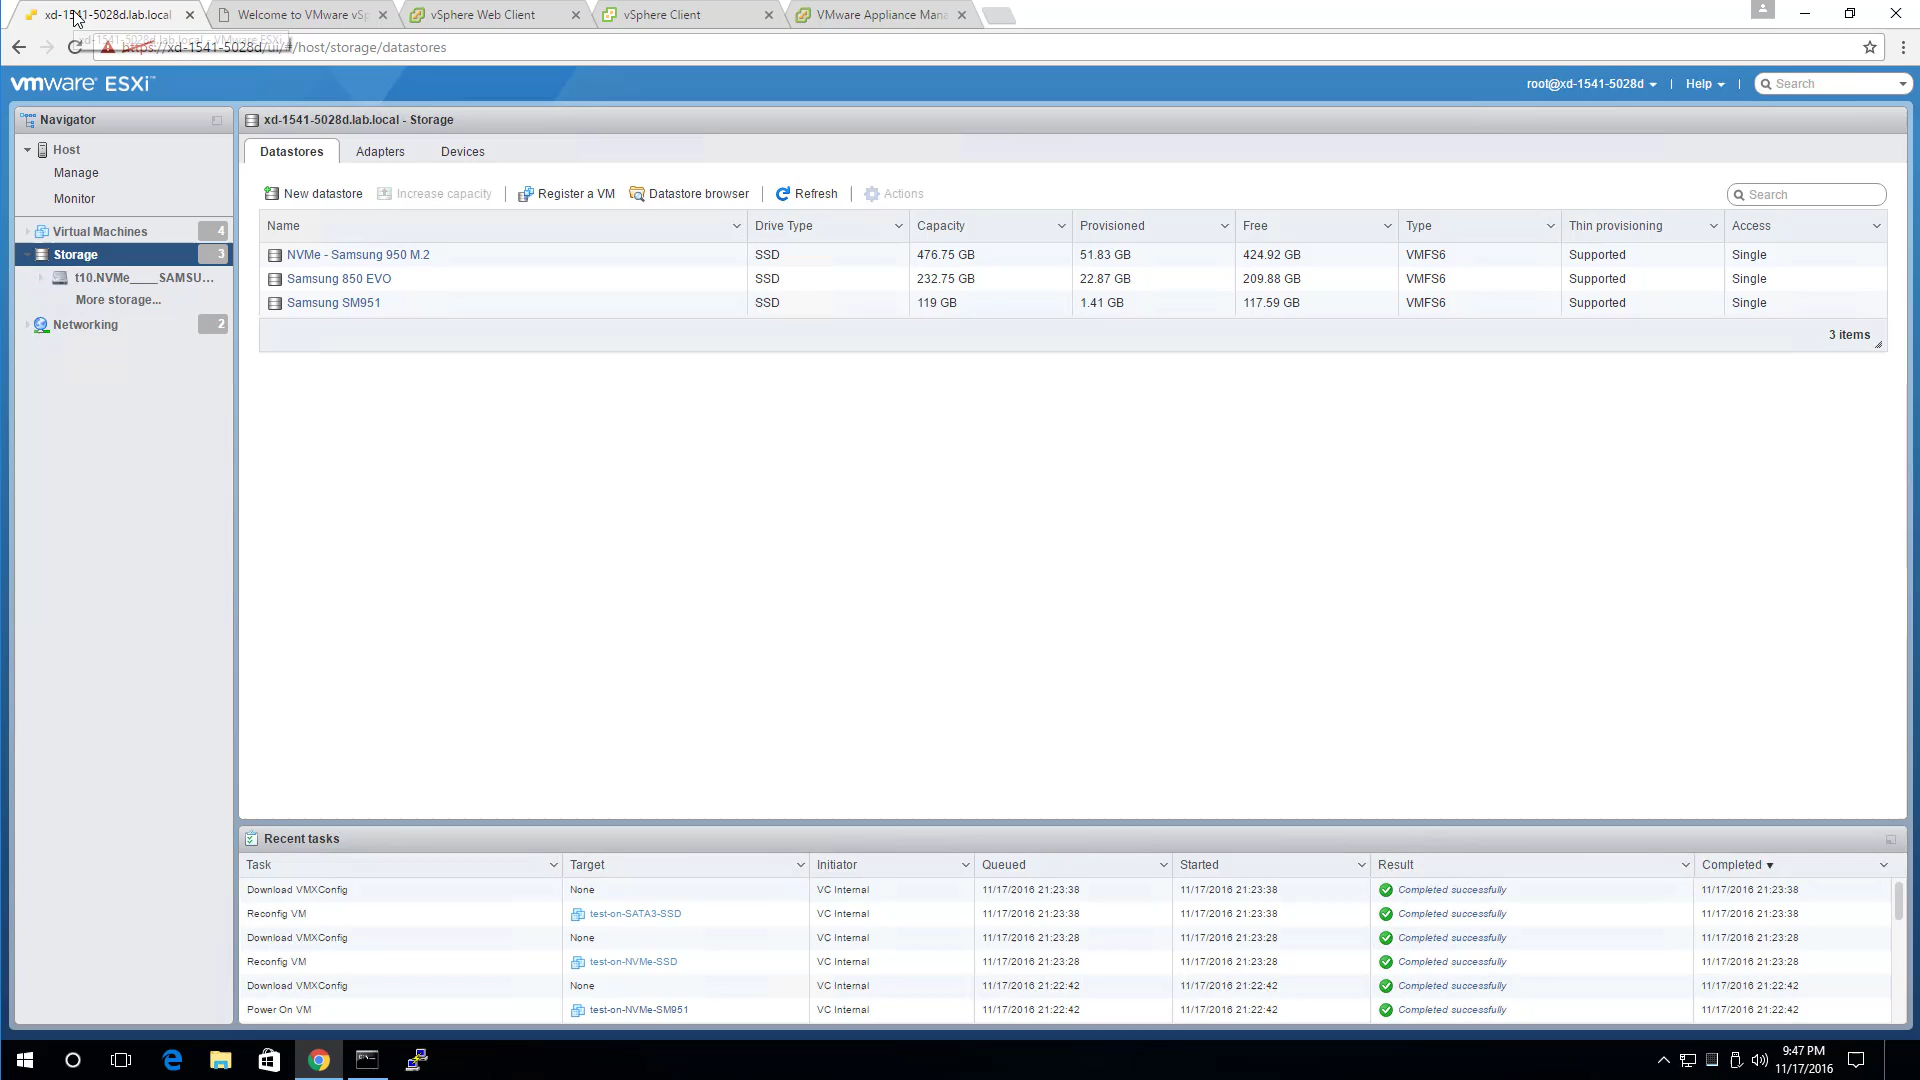 xd-1541-5028d.lab.local
Welcome to VMware vSp
vSphere Web Client
vSphere Client
VMware Appliance Mana
xd-1541-5028d.lab.local - VMware ESXi
https://xd-1541-5028d/ui/#/host/storage/datastores
vmware ESXi™
root@xd-1541-5028d
Help
Search
Navigator
Host
Manage
Monitor
Virtual Machines 4
Storage 3
t10.NVMe____SAMSU...
More storage...
Networking 2
xd-1541-5028d.lab.local - Storage
Datastores Adapters Devices
New datastore Increase capacity Register a VM Datastore browser Refresh Actions Search
Name Drive Type Capacity Provisioned Free Type Thin provisioning Access
NVMe - Samsung 950 M.2 SSD 476.75 GB 51.83 GB 424.92 GB VMFS6 Supported Single
Samsung 850 EVO SSD 232.75 GB 22.87 GB 209.88 GB VMFS6 Supported Single
Samsung SM951 SSD 119 GB 1.41 GB 117.59 GB VMFS6 Supported Single
3 items
Recent tasks
Task Target Initiator Queued Started Result Completed
Download VMXConfig None VC Internal 11/17/2016 21:23:38 11/17/2016 21:23:38 Completed successfully 11/17/2016 21:23:38
Reconfig VM test-on-SATA3-SSD VC Internal 11/17/2016 21:23:38 11/17/2016 21:23:38 Completed successfully 11/17/2016 21:23:38
Download VMXConfig None VC Internal 11/17/2016 21:23:28 11/17/2016 21:23:28 Completed successfully 11/17/2016 21:23:28
Reconfig VM test-on-NVMe-SSD VC Internal 11/17/2016 21:23:28 11/17/2016 21:23:28 Completed successfully 11/17/2016 21:23:28
Download VMXConfig None VC Internal 11/17/2016 21:22:42 11/17/2016 21:22:42 Completed successfully 11/17/2016 21:22:42
Power On VM test-on-NVMe-SM951 VC Internal 11/17/2016 21:22:42 11/17/2016 21:22:42 Completed successfully 11/17/2016 21:22:42
9:47 PM
11/17/2016